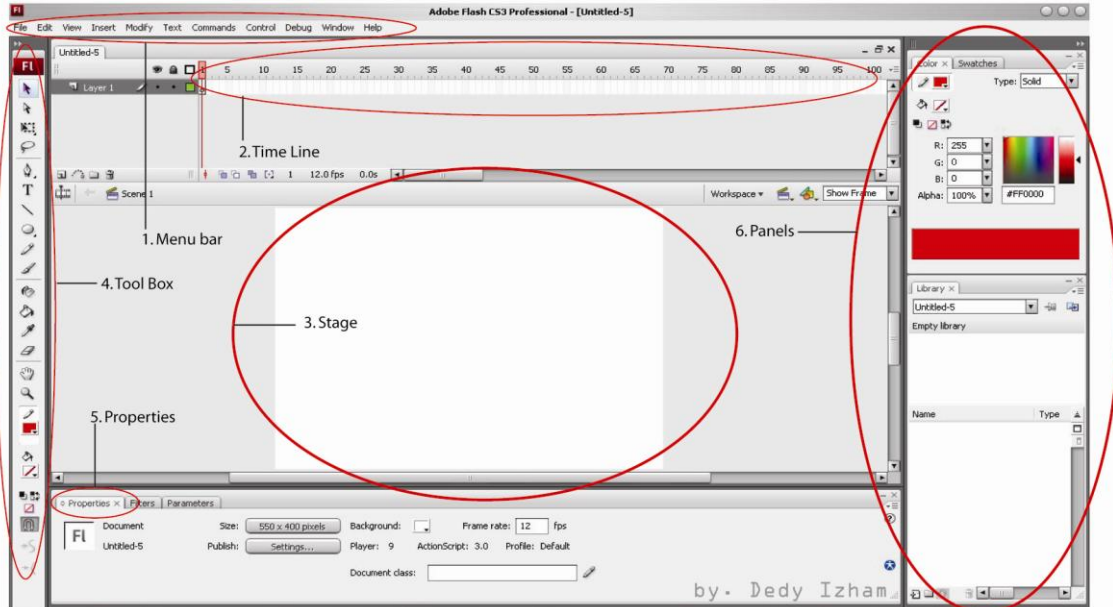 Fl Adobe Flash CS3 Professional - [Untitled-5]
File Edit View Insert Modify Text Commands Control Debug Window Help
Untitled-5
Fl
1 5 10 15 20 25 30 35 40 45 50 55 60 65 70 75 80 85 90 95 100
Layer 1
2. Time Line
1 12.0 fps 0.0s
Scene 1
Workspace
Show Frame
1. Menu bar
6. Panels
4. Tool Box
3. Stage
5. Properties
T
Color × Swatches
Type: Solid
R: 255
G: 0
B: 0
Alpha: 100% #FF0000
Library ×
Untitled-5
Empty library
Name Type
Properties × Filters Parameters
Fl
Document
Untitled-5
Size: 550 x 400 pixels Background: Frame rate: 12 fps
Publish: Settings... Player: 9 ActionScript: 3.0 Profile: Default
Document class:
by. Dedy Izham